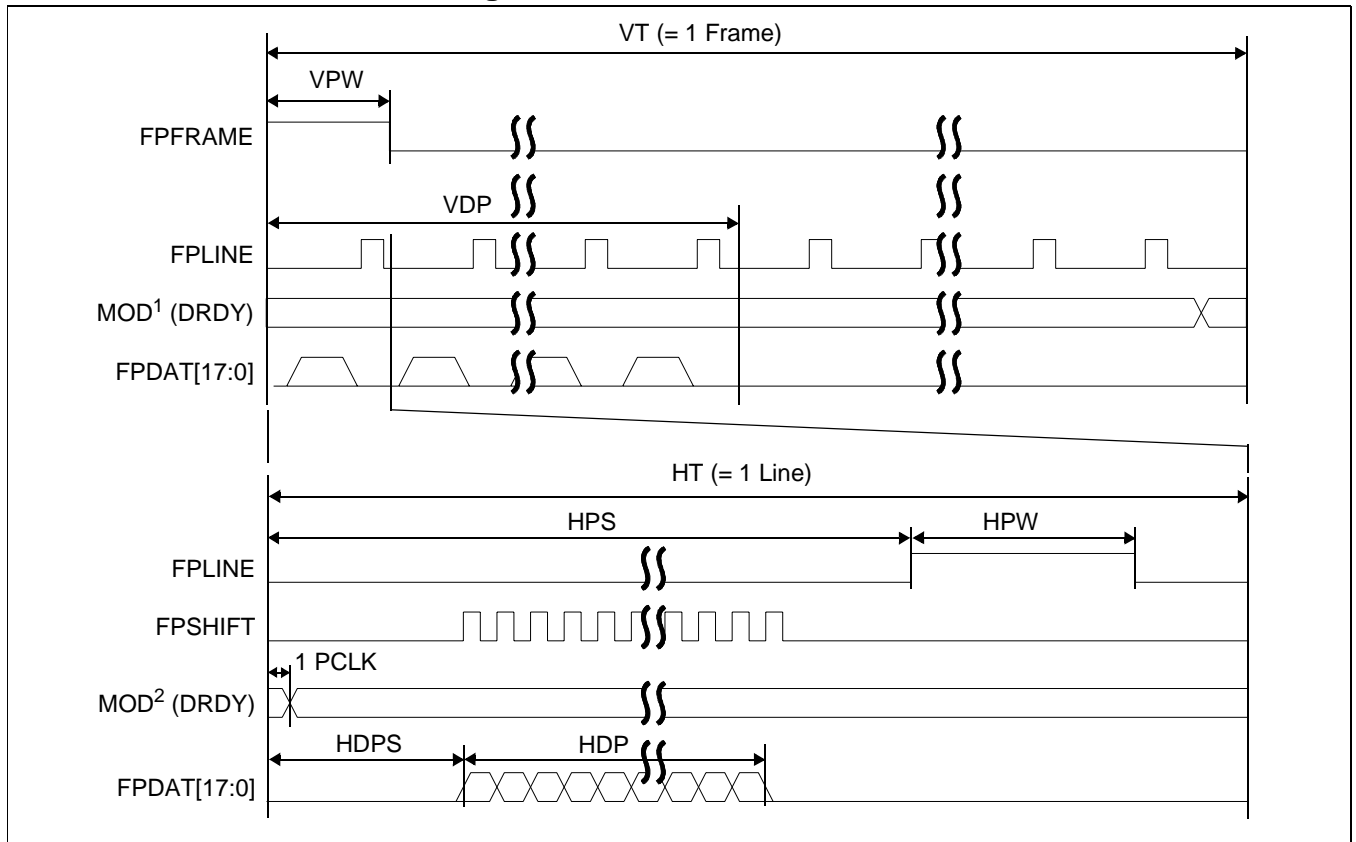 VT (= 1 Frame)
VPW
FPFRAME
VDP
FPLINE
MOD1 (DRDY)
FPDAT[17:0]
HT (= 1 Line)
HPS
HPW
FPLINE
FPSHIFT
1 PCLK
MOD2 (DRDY)
HDPS
HDP
FPDAT[17:0]